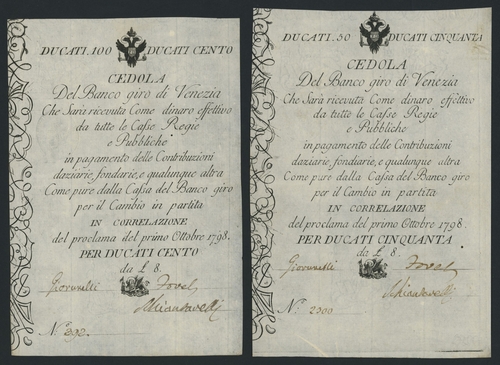 DUCATI. 100 DUCATI CENTO
CEDOLA
Del Banco giro di Venezia
Che Sarà ricevuta Come dinaro effettivo
da tutte le Casse Regie
e Pubbliche
in pagamento delle Contribuzioni
daziarie, fondiarie, e qualunque altra
Come pure dalla Cassa del Banco giro
per il Cambio in partita
IN CORRELAZIONE
del proclama del primo Ottobre 1798.
PER DUCATI CENTO
da £ 8.
N.º 892.
DUCATI. 50 DUCATI CINQUANTA
CEDOLA
Del Banco giro di Venezia
Che Sarà ricevuta Come dinaro effettivo
da tutte le Casse Regie
e Pubbliche
in pagamento delle Contribuzioni
daziarie, fondiarie, e qualunque altra
Come pure dalla Cassa del Banco giro
per il Cambio in partita
IN CORRELAZIONE
del proclama del primo Ottobre 1798.
PER DUCATI CINQUANTA
da £ 8.
N.º 2000